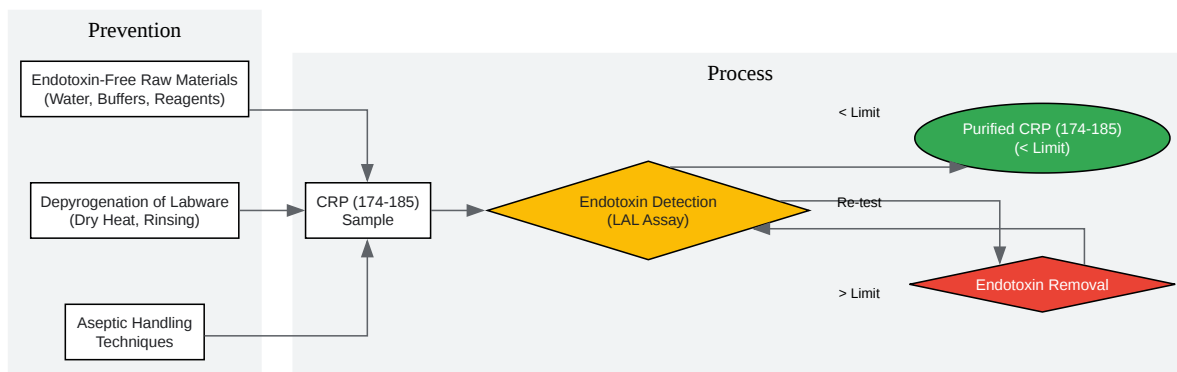 Prevention
Endotoxin-Free Raw Materials
(Water, Buffers, Reagents)
Depyrogenation of Labware
(Dry Heat, Rinsing)
Aseptic Handling
Techniques
Process
CRP (174-185)
Sample
Endotoxin Detection
(LAL Assay)
< Limit
Purified CRP (174-185)
(< Limit)
Re-test
> Limit
Endotoxin Removal